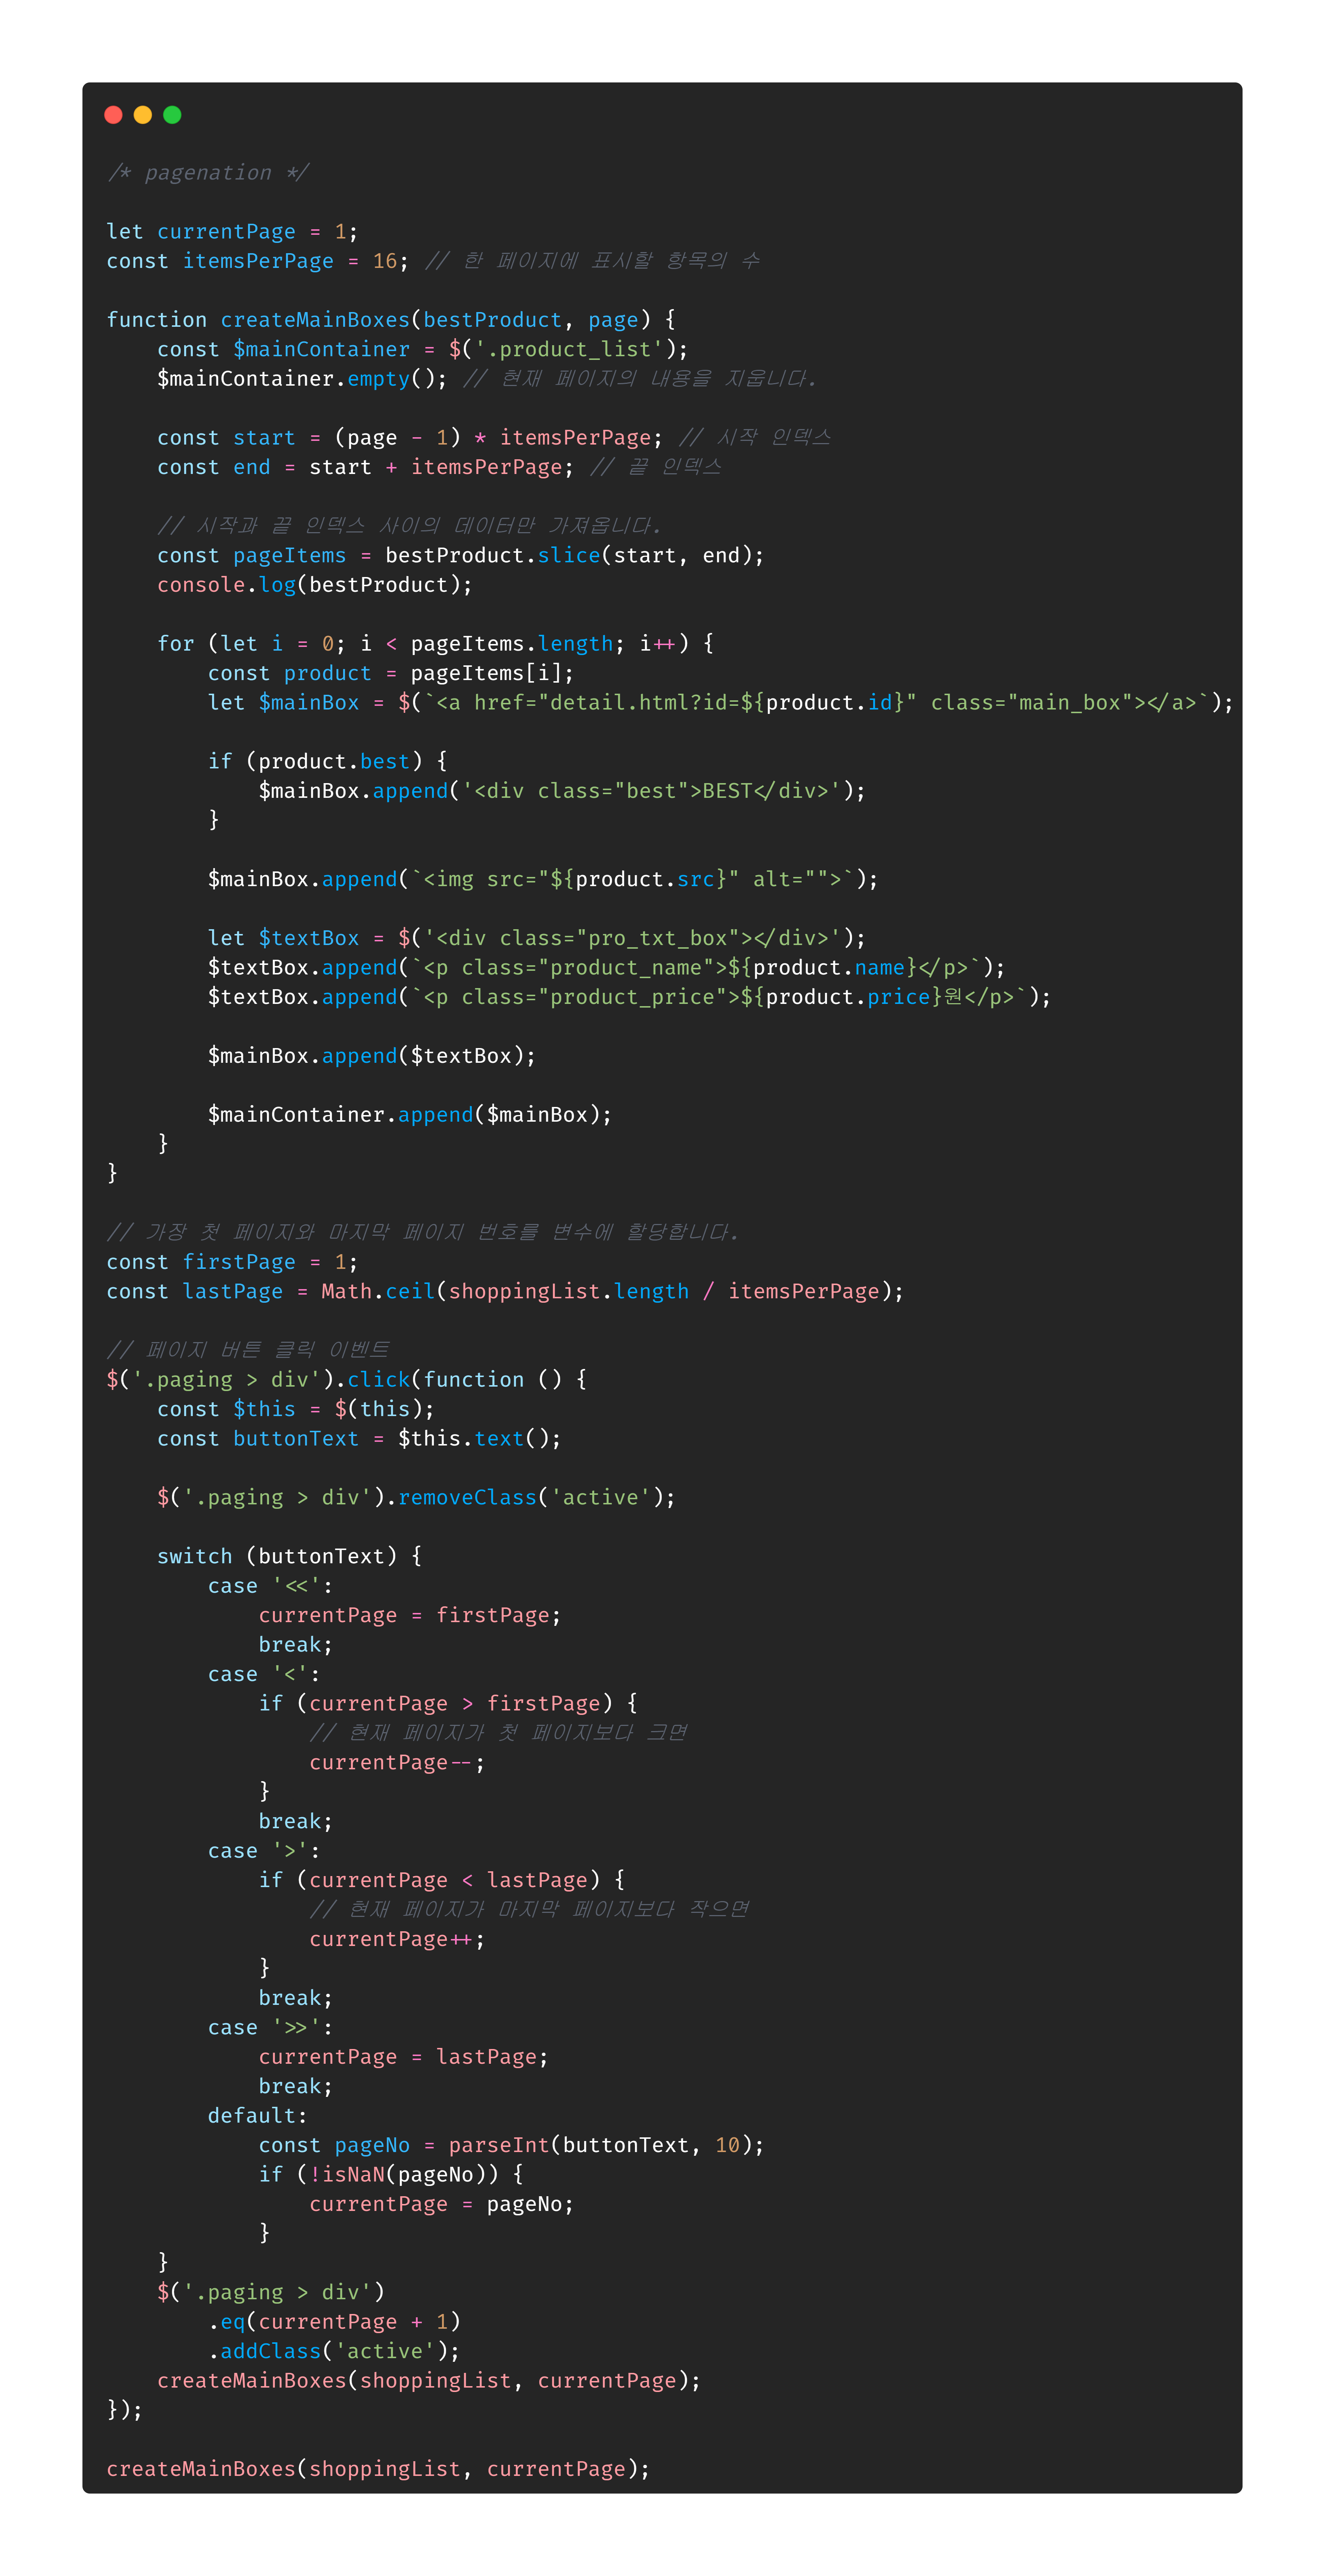 /* pagenation */
let currentPage = 1;
const itemsPerPage = 16; // 한 페이지에 표시할 항목의 수
function createMainBoxes(bestProduct, page) {
    const $mainContainer = $('.product_list');
    $mainContainer.empty(); // 현재 페이지의 내용을 지웁니다.
    const start = (page - 1) * itemsPerPage; // 시작 인덱스
    const end = start + itemsPerPage; // 끝 인덱스
    // 시작과 끝 인덱스 사이의 데이터만 가져옵니다.
    const pageItems = bestProduct.slice(start, end);
    console.log(bestProduct);
    for (let i = 0; i < pageItems.length; i++) {
        const product = pageItems[i];
        let $mainBox = $(`<a href="detail.html?id=${product.id}" class="main_box"></a>`);
        if (product.best) {
            $mainBox.append('<div class="best">BEST</div>');
        }
        $mainBox.append(`<img src="${product.src}" alt="">`);
        let $textBox = $('<div class="pro_txt_box"></div>');
        $textBox.append(`<p class="product_name">${product.name}</p>`);
        $textBox.append(`<p class="product_price">${product.price}원</p>`);
        $mainBox.append($textBox);
        $mainContainer.append($mainBox);
    }
}
// 가장 첫 페이지와 마지막 페이지 번호를 변수에 할당합니다.
const firstPage = 1;
const lastPage = Math.ceil(shoppingList.length / itemsPerPage);
// 페이지 버튼 클릭 이벤트
$('.paging > div').click(function () {
    const $this = $(this);
    const buttonText = $this.text();
    $('.paging > div').removeClass('active');
    switch (buttonText) {
        case '<<':
            currentPage = firstPage;
            break;
        case '<':
            if (currentPage > firstPage) {
                // 현재 페이지가 첫 페이지보다 크면
                currentPage--;
            }
            break;
        case '>':
            if (currentPage < lastPage) {
                // 현재 페이지가 마지막 페이지보다 작으면
                currentPage++;
            }
            break;
        case '>>':
            currentPage = lastPage;
            break;
        default:
            const pageNo = parseInt(buttonText, 10);
            if (!isNaN(pageNo)) {
                currentPage = pageNo;
            }
    }
    $('.paging > div')
        .eq(currentPage + 1)
        .addClass('active');
    createMainBoxes(shoppingList, currentPage);
});
createMainBoxes(shoppingList, currentPage);